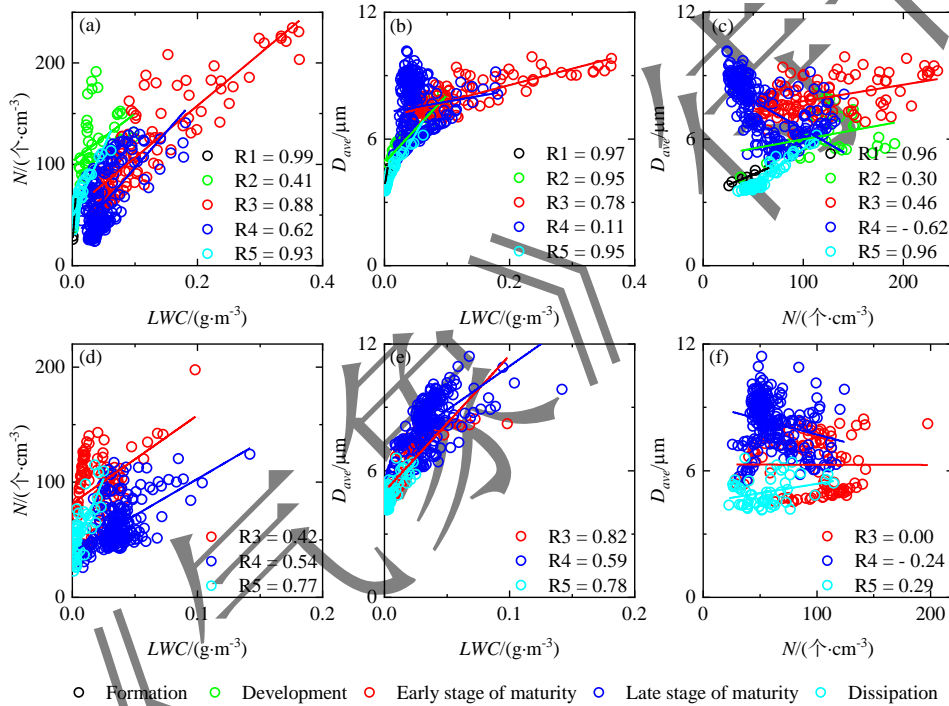 (a)
200
100
0
N/(个·cm⁻³)
0.0 0.2 0.4
LWC/(g·m⁻³)
R1 = 0.99
R2 = 0.41
R3 = 0.88
R4 = 0.62
R5 = 0.93
(b)
12
6
0
D_ave/μm
0.0 0.2 0.4
LWC/(g·m⁻³)
R1 = 0.97
R2 = 0.95
R3 = 0.78
R4 = 0.11
R5 = 0.95
(c)
12
6
0
D_ave/μm
0 100 200
N/(个·cm⁻³)
R1 = 0.96
R2 = 0.30
R3 = 0.46
R4 = - 0.62
R5 = 0.96
(d)
200
100
0
N/(个·cm⁻³)
0.0 0.1 0.2
LWC/(g·m⁻³)
R3 = 0.42
R4 = 0.54
R5 = 0.77
(e)
12
6
0
D_ave/μm
0.0 0.1 0.2
LWC/(g·m⁻³)
R3 = 0.82
R4 = 0.59
R5 = 0.78
(f)
12
6
0
D_ave/μm
0 100 200
N/(个·cm⁻³)
R3 = 0.00
R4 = - 0.24
R5 = 0.29
Formation Development Early stage of maturity Late stage of maturity Dissipation